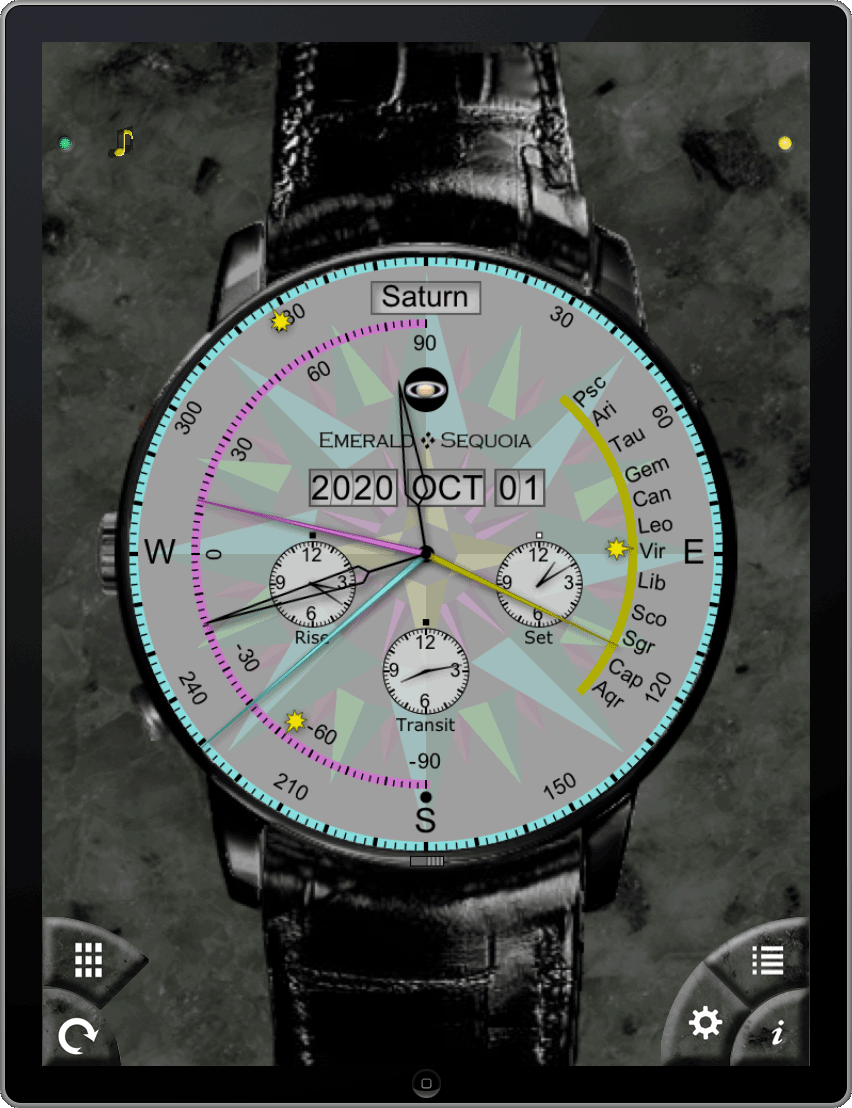 Saturn
30
30
90
60
60
300
Psc
Ari
Tau
Gem
Can
Leo
Vir
Lib
Sco
Sgr
Cap
Aqr
30
EMERALD SEQUOIA
2020 OCT 01
W
0
E
12
9
3
6
Rise
12
9
3
6
Set
12
9
3
6
Transit
-30
240
120
-60
-90
210
150
S
i